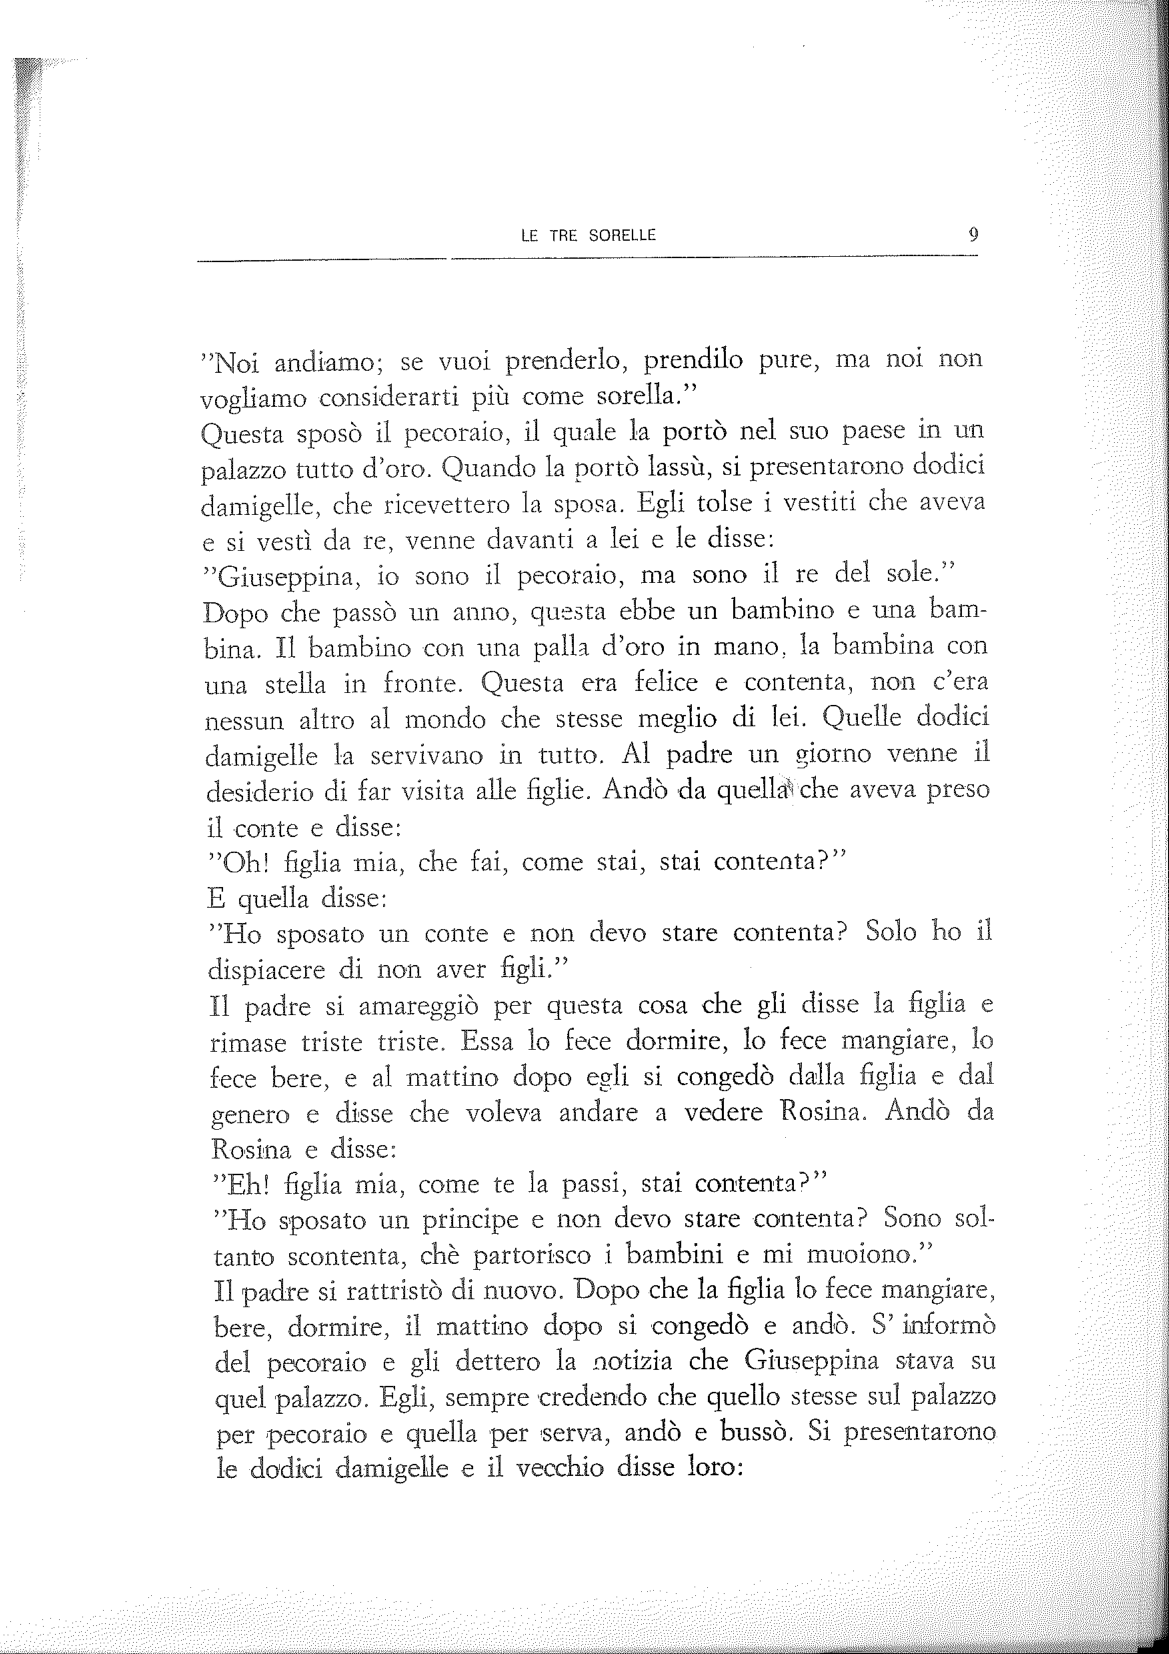 LE TRE SORELLE 9
”Noi andiamo; se vuoi prenderlo, prendilo pure, ma noi non
vogliamo considerarti più come sorella.”
Questa sposò il pecoraio, il quale la portò nel suo paese in un
palazzo tutto d’oro. Quando la portò lassù, si presentarono dodici
damigelle, che ricevettero la sposa. Egli tolse i vestiti che aveva
e si vestì da re, venne davanti a lei e le disse:
”Giuseppina, io sono il pecoraio, ma sono il re del sole.”
Dopo che passò un anno, questa ebbe un bambino e una bam-
bina. Il bambino con una palla d’oro in mano, la bambina con
una stella in fronte. Questa era felice e contenta, non c’era
nessun altro al mondo che stesse meglio di lei. Quelle dodici
damigelle la servivano in tutto. Al padre un giorno venne il
desiderio di far visita alle figlie. Andò da quella che aveva preso
il conte e disse:
”Oh! figlia mia, che fai, come stai, stai contenta?”
E quella disse:
”Ho sposato un conte e non devo stare contenta? Solo ho il
dispiacere di non aver figli.”
Il padre si amareggiò per questa cosa che gli disse la figlia e
rimase triste triste. Essa lo fece dormire, lo fece mangiare, lo
fece bere, e al mattino dopo egli si congedò dalla figlia e dal
genero e disse che voleva andare a vedere Rosina. Andò da
Rosina e disse:
”Eh! figlia mia, come te la passi, stai contenta?”
”Ho sposato un principe e non devo stare contenta? Sono sol-
tanto scontenta, chè partorisco i bambini e mi muoiono.”
Il padre si rattristò di nuovo. Dopo che la figlia lo fece mangiare,
bere, dormire, il mattino dopo si congedò e andò. S’ informò
del pecoraio e gli dettero la notizia che Giuseppina stava su
quel palazzo. Egli, sempre credendo che quello stesse sul palazzo
per pecoraio e quella per serva, andò e bussò. Si presentarono
le dodici damigelle e il vecchio disse loro: